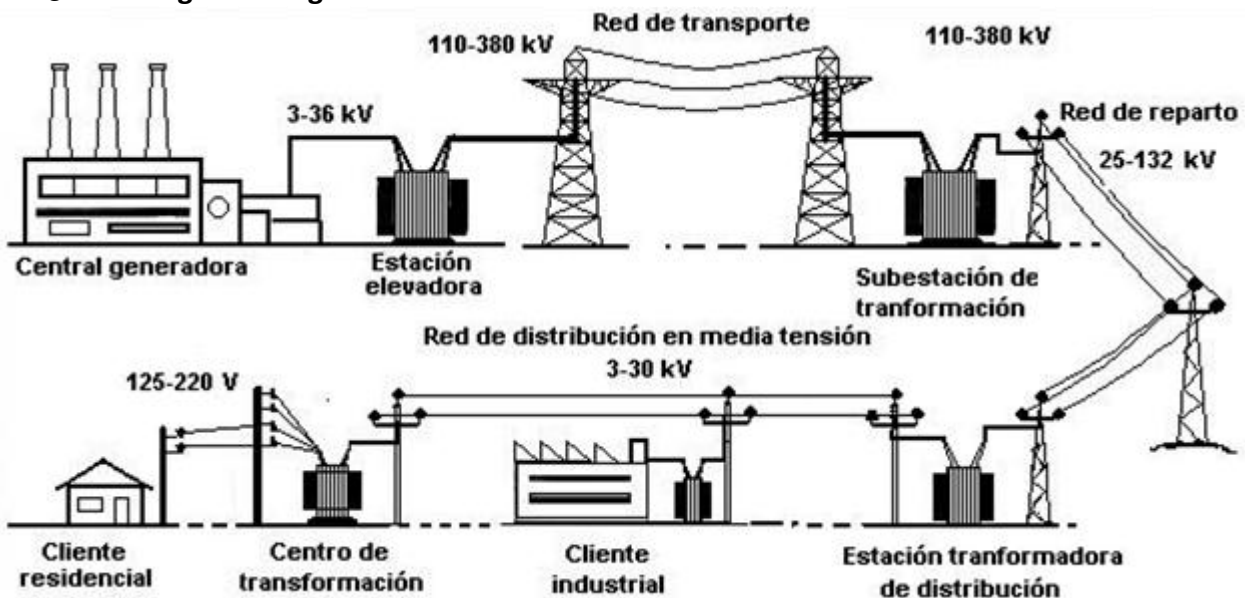 Red de transporte
110-380 kV
110-380 kV
3-36 kV
Red de reparto
25-132 kV
Central generadora
Estación
elevadora
Subestación de
tranformación
Red de distribución en media tensión
3-30 kV
125-220 V
Cliente
residencial
Centro de
transformación
Cliente
industrial
Estación tranformadora
de distribución